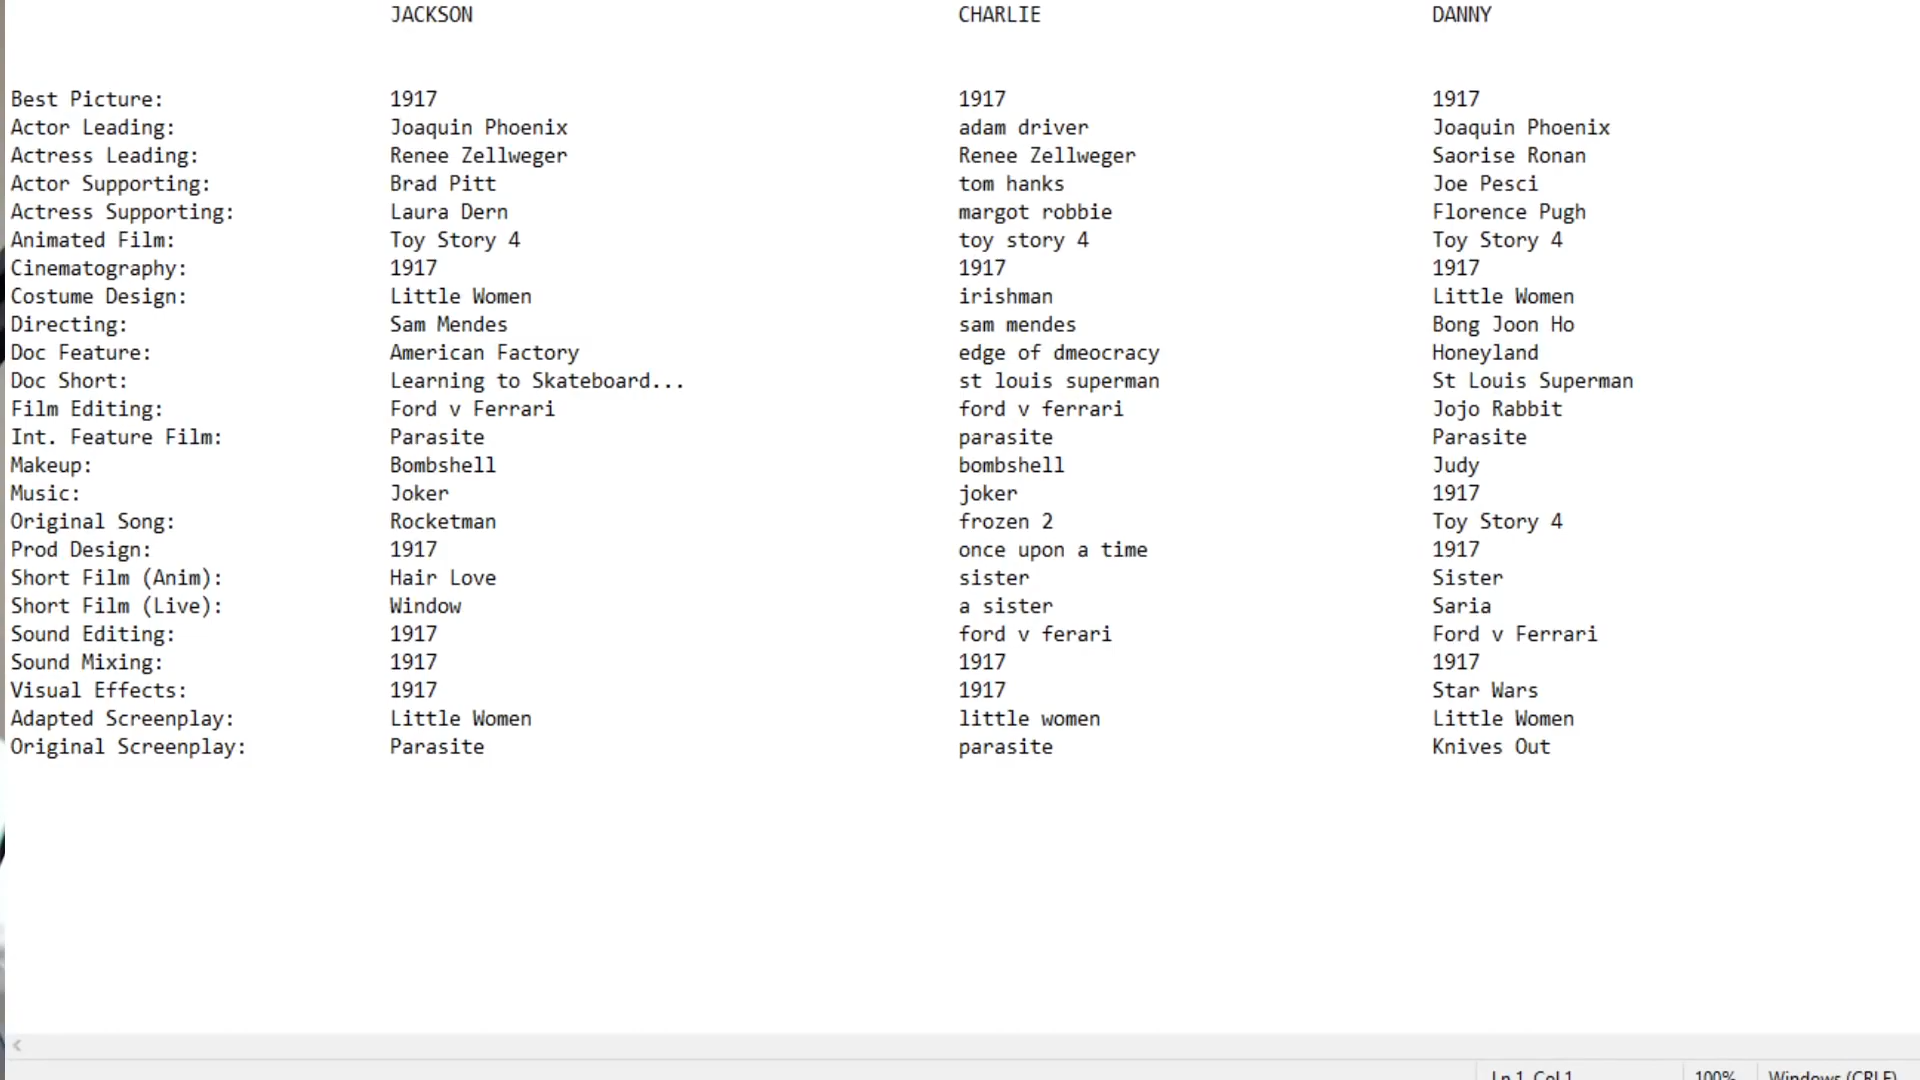 JACKSON CHARLIE DANNY
Best Picture: 1917 1917 1917
Actor Leading: Joaquin Phoenix adam driver Joaquin Phoenix
Actress Leading: Renee Zellweger Renee Zellweger Saorise Ronan
Actor Supporting: Brad Pitt tom hanks Joe Pesci
Actress Supporting: Laura Dern margot robbie Florence Pugh
Animated Film: Toy Story 4 toy story 4 Toy Story 4
Cinematography: 1917 1917 1917
Costume Design: Little Women irishman Little Women
Directing: Sam Mendes sam mendes Bong Joon Ho
Doc Feature: American Factory edge of dmeocracy Honeyland
Doc Short: Learning to Skateboard... st louis superman St Louis Superman
Film Editing: Ford v Ferrari ford v ferrari Jojo Rabbit
Int. Feature Film: Parasite parasite Parasite
Makeup: Bombshell bombshell Judy
Music: Joker joker 1917
Original Song: Rocketman frozen 2 Toy Story 4
Prod Design: 1917 once upon a time 1917
Short Film (Anim): Hair Love sister Sister
Short Film (Live): Window a sister Saria
Sound Editing: 1917 ford v ferari Ford v Ferrari
Sound Mixing: 1917 1917 1917
Visual Effects: 1917 1917 Star Wars
Adapted Screenplay: Little Women little women Little Women
Original Screenplay: Parasite parasite Knives Out
Ln 1, Col 1 100% Windows (CRLF)